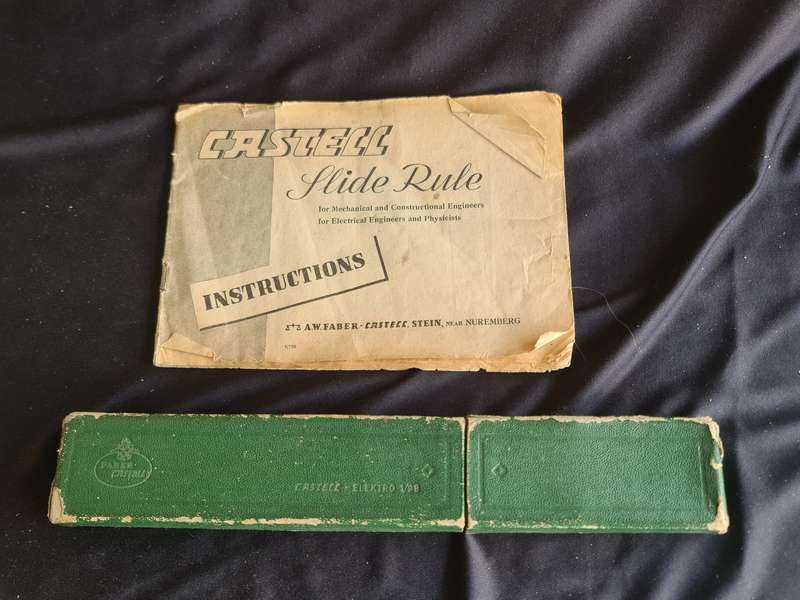 CASTELL
Slide Rule
for Mechanical and Constructional Engineers
for Electrical Engineers and Physicists
INSTRUCTIONS
A.W. FABER-CASTELL, STEIN, NEAR NUREMBERG
FABER
CASTELL
CASTELL - ELEKTRO 1/98